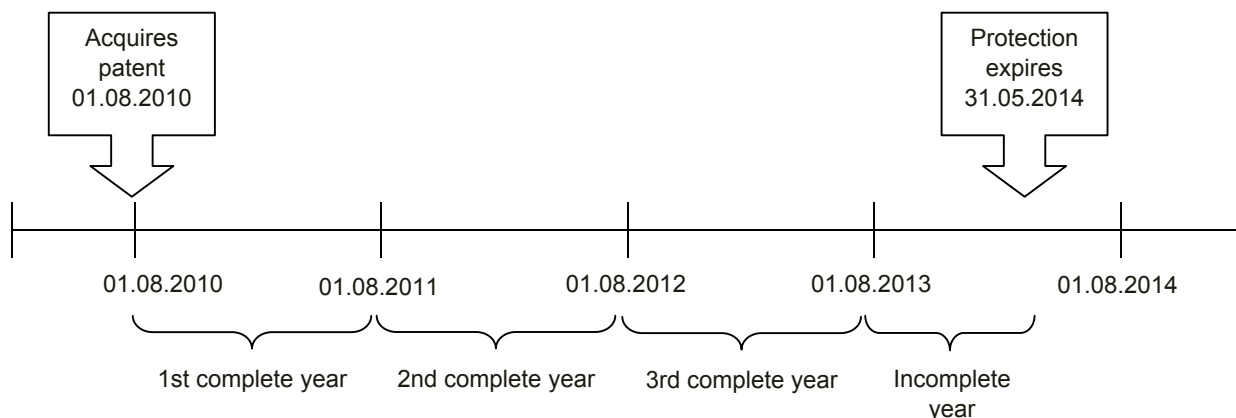 Acquires
patent
01.08.2010
Protection
expires
31.05.2014
01.08.2010
01.08.2011
01.08.2012
01.08.2013
01.08.2014
1st complete year
2nd complete year
3rd complete year
Incomplete
year